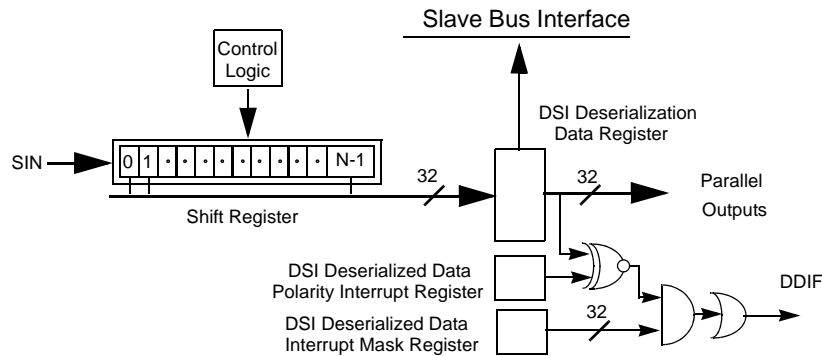 Slave Bus Interface
Control
Logic
DSI Deserialization
Data Register
SIN
0 1 N-1
32
32
Parallel
Outputs
Shift Register
DSI Deserialized Data
Polarity Interrupt Register
DDIF
DSI Deserialized Data
Interrupt Mask Register
32